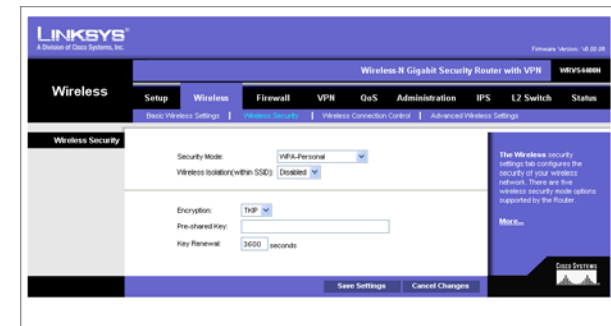 LINKSYS®
A Division of Cisco Systems, Inc.
Firmware Version: V0.00.05
Wireless-N Gigabit Security Router with VPN WRVS4400N
Wireless
Setup Wireless Firewall VPN QoS Administration IPS L2 Switch Status
Basic Wireless Settings | Wireless Security | Wireless Connection Control | Advanced Wireless Settings
Wireless Security
Security Mode: WPA-Personal
Wireless Isolation(within SSID): Disabled
Encryption: TKIP
Pre-shared Key:
Key Renewal: 3600 seconds
The Wireless security
settings tab configures the
security of your wireless
network. There are five
wireless security mode options
supported by the Router.
More...
Save Settings Cancel Changes
CISCO SYSTEMS